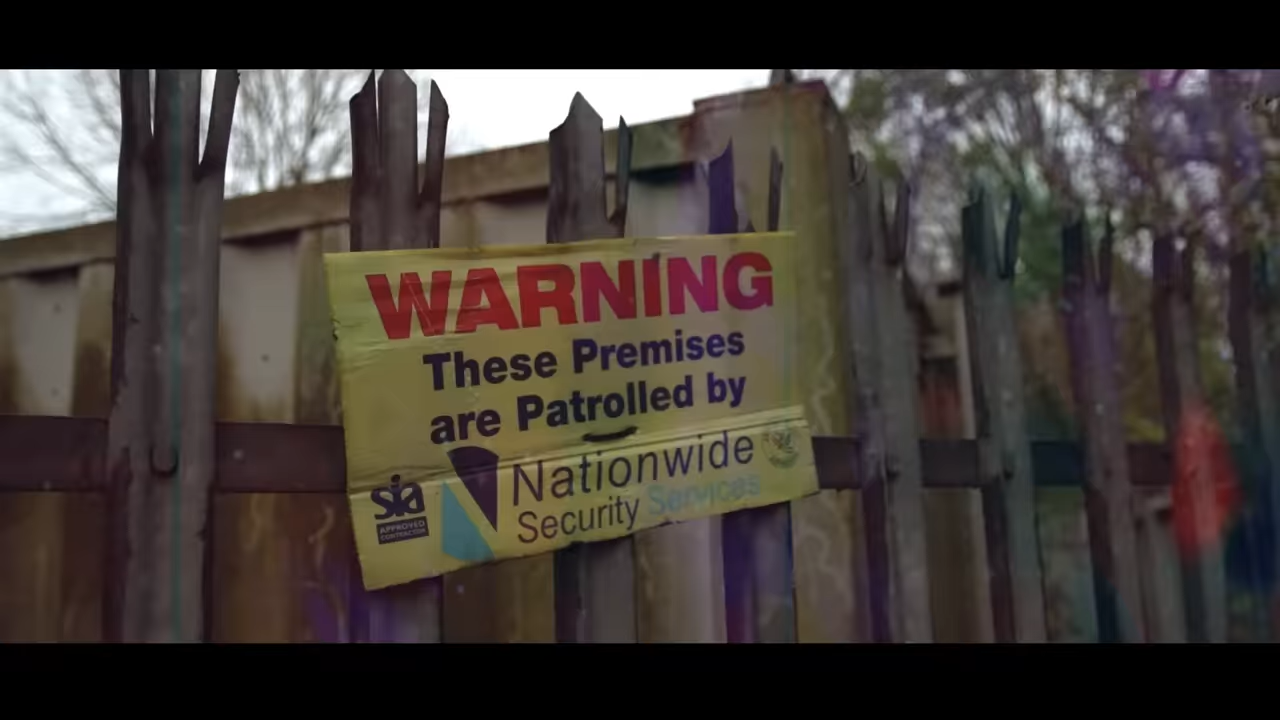 WARNING
These Premises
are Patrolled by
Nationwide
Security Services
sia
APPROVED
CONTRACTOR